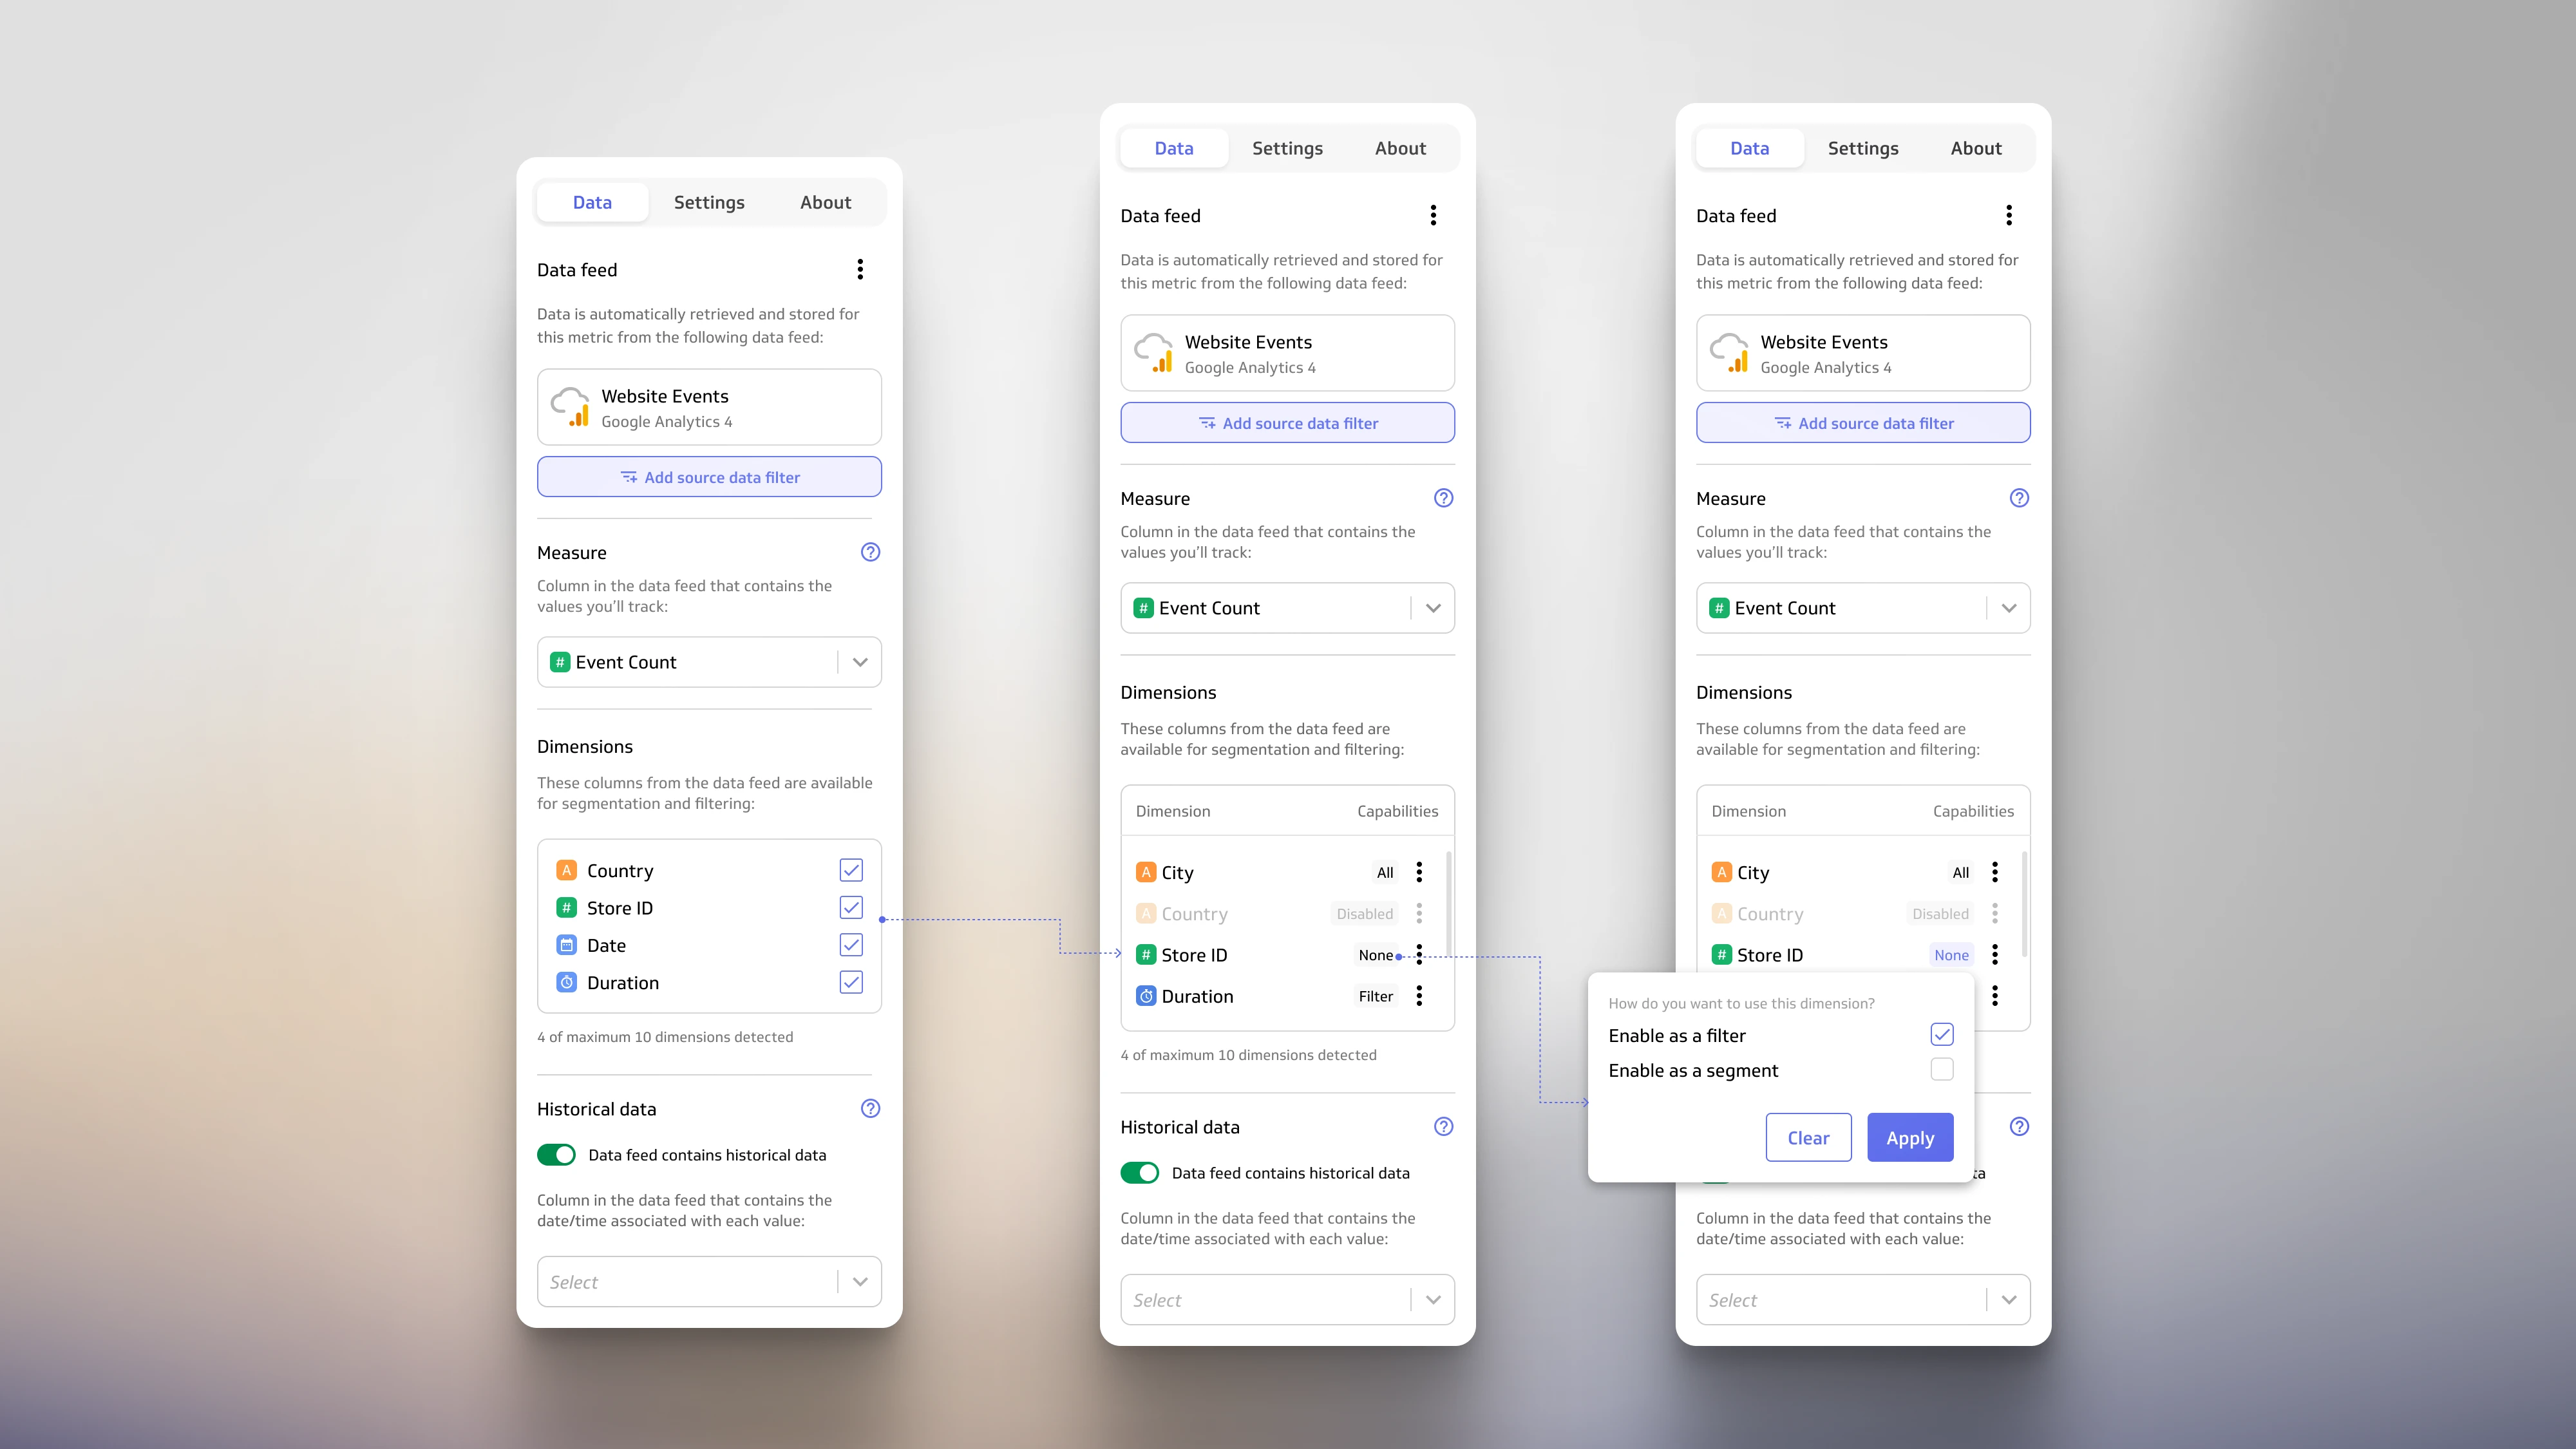 Data Settings About
Data feed
Data is automatically retrieved and stored for
this metric from the following data feed:
Website Events
Google Analytics 4
Add source data filter
Measure
?
Column in the data feed that contains the
values you'll track:
# Event Count
Dimensions
These columns from the data feed are available
for segmentation and filtering:
A Country
# Store ID
Date
Duration
4 of maximum 10 dimensions detected
Historical data
?
Data feed contains historical data
Column in the data feed that contains the
date/time associated with each value:
Select
Data Settings About
Data feed
Data is automatically retrieved and stored for
this metric from the following data feed:
Website Events
Google Analytics 4
Add source data filter
Measure
?
Column in the data feed that contains the
values you'll track:
# Event Count
Dimensions
These columns from the data feed are
available for segmentation and filtering:
Dimension Capabilities
A City All
A Country Disabled
# Store ID None
Duration Filter
4 of maximum 10 dimensions detected
Historical data
?
Data feed contains historical data
Column in the data feed that contains the
date/time associated with each value:
Select
Data Settings About
Data feed
Data is automatically retrieved and stored for
this metric from the following data feed:
Website Events
Google Analytics 4
Add source data filter
Measure
?
Column in the data feed that contains the
values you'll track:
# Event Count
Dimensions
These columns from the data feed are
available for segmentation and filtering:
Dimension Capabilities
A City All
A Country Disabled
# Store ID None
How do you want to use this dimension?
Enable as a filter
Enable as a segment
Clear Apply
?
ta
Column in the data feed that contains the
date/time associated with each value:
Select